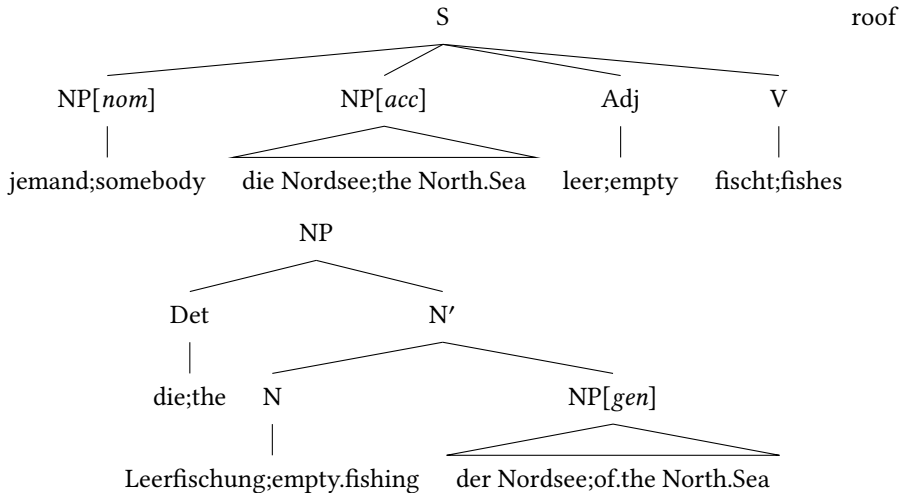 S roof
NP[nom] NP[acc] Adj V
jemand;somebody die Nordsee;the North.Sea leer;empty fischt;fishes
NP
Det N′
die;the N NP[gen]
Leerfischung;empty.fishing der Nordsee;of.the North.Sea